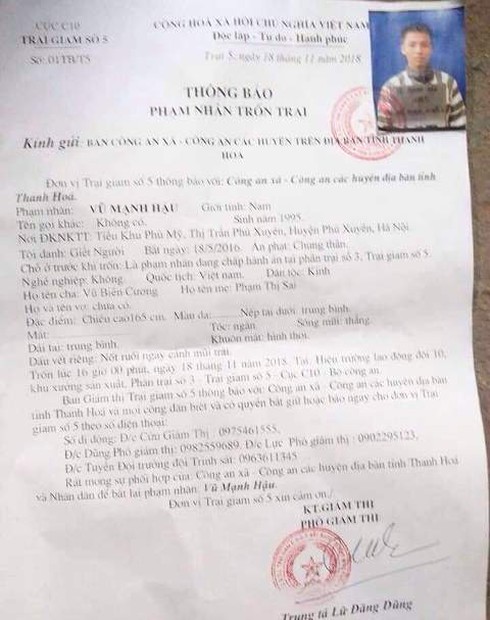 CỤC C10
TRẠI GIAM SỐ 5
Số: 01TB/T5
CỘNG HOÀ XÃ HỘI CHỦ NGHĨA VIỆT NAM
Độc lập - Tự do - Hạnh phúc
Trại 5, ngày 18 tháng 11 năm 2018
THÔNG BÁO
PHẠM NHÂN TRỐN TRẠI
Kính gửi: BAN CÔNG AN XÃ - CÔNG AN CÁC HUYỆN TRÊN ĐỊA BÀN TỈNH THANH
HOÁ
Đơn vị Trại giam số 5 thông báo với: Công an xã - Công an các huyện địa bàn tỉnh
Thanh Hoá.
Phạm nhân: VŨ MẠNH HẬU Giới tính: Nam
Tên gọi khác: Không có. Sinh năm 1995.
Nơi ĐKNKTT: Tiểu Khu Phú Mỹ, Thị Trấn Phú Xuyên, Huyện Phú Xuyên, Hà Nội.
Tội danh: Giết Người Bắt ngày: 18/5/2016. Án phạt: Chung thân.
Chỗ ở trước khi trốn: Là phạm nhân đang chấp hành án tại phân trại số 3, Trại giam số 5.
Nghề nghiệp: Không. Quốc tịch: Việt nam. Dân tộc: Kinh
Họ tên cha: Vũ Biên Cương Họ tên mẹ: Phạm Thị Sai
Họ và tên vợ: chưa có.
Đặc điểm: Chiều cao165 cm. Màu da:.............Nếp tai dưới: trung bình.
Mắt:.................... Tóc: ngắn Sống mũi: thẳng.
Dái tai: trung bình. Khuôn mặt: hình thoi.
Dấu vết riêng: Nốt ruồi ngay cánh mũi trái.
Trốn lúc 16 giờ 00 phút, ngày 18 tháng 11 năm 2018. Tại: Hiện trường lao động đội 10,
khu xưởng sản xuất, Phân trại số 3 - Trại giam số 5 - Cục C10 - Bộ công an.
Ban Giám thị Trại giam số 5 thông báo với: Công an xã - Công an các huyện địa bàn
tỉnh Thanh Hoá và mọi công dân biết và có quyền bắt giữ hoặc báo ngay cho đơn vị Trại
giam số 5 theo số điện thoại:
Số di động: Đ/c Cửu Giám Thị : 0975461555,
Đ/c Dũng Phó giám thị: 0982559689, Đ/c Lực Phó giám thị : 0902295123,
Đ/c Tuyển Đội trưởng đội Trinh sát: 0963611345
Rất mong sự phối hợp của: Công an xã - Công an các huyện địa bàn tỉnh Thanh Hoá
và Nhân dân để bắt lại phạm nhân: Vũ Mạnh Hậu.
Đơn vị Trại giam số 5 xin cảm ơn./
KT.GIÁM THỊ
PHÓ GIÁM THỊ
Trung tá Lữ Đăng Dũng